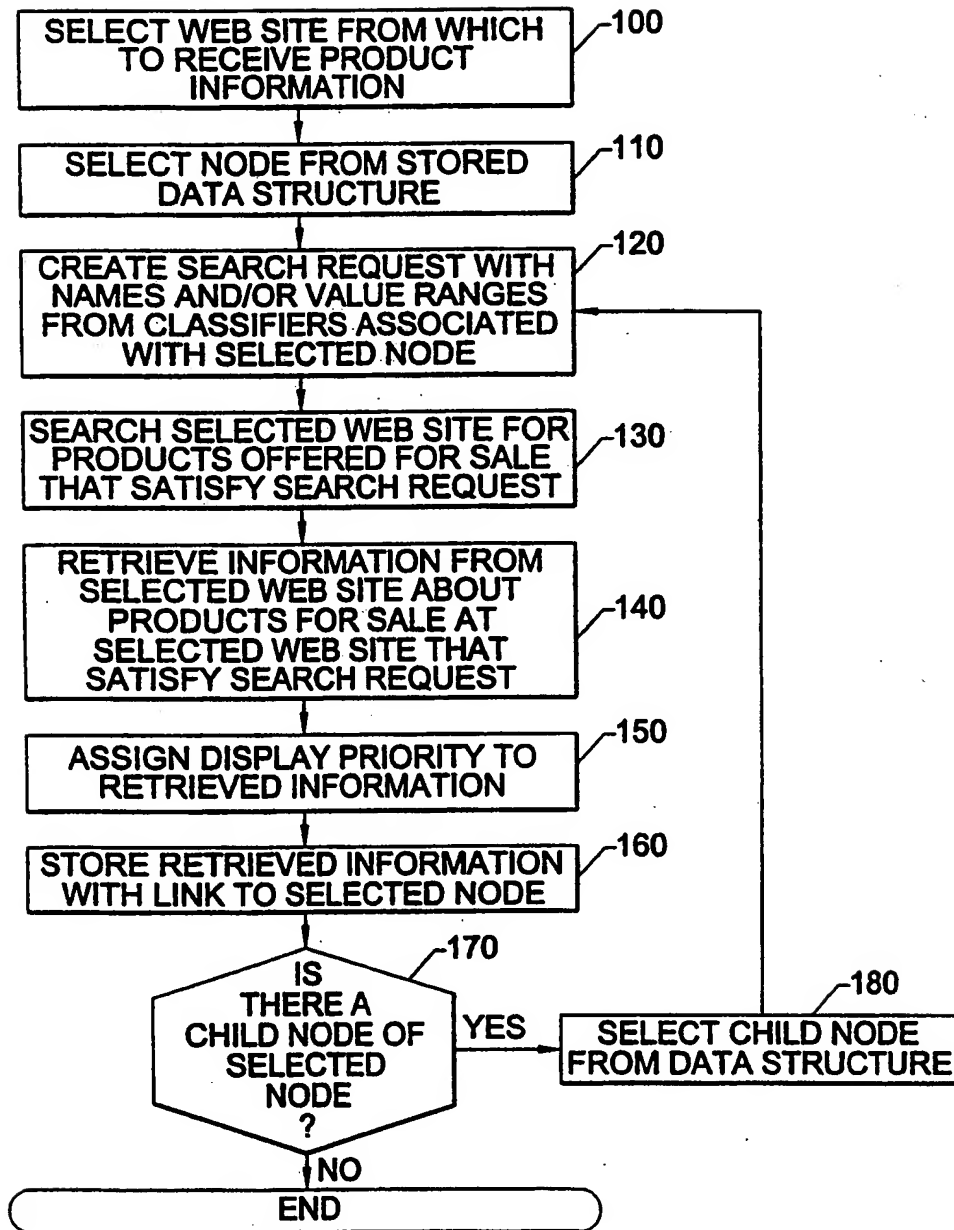 SELECT WEB SITE FROM WHICH
TO RECEIVE PRODUCT
INFORMATION
100
SELECT NODE FROM STORED
DATA STRUCTURE
110
CREATE SEARCH REQUEST WITH
NAMES AND/OR VALUE RANGES
FROM CLASSIFIERS ASSOCIATED
WITH SELECTED NODE
120
SEARCH SELECTED WEB SITE FOR
PRODUCTS OFFERED FOR SALE
THAT SATISFY SEARCH REQUEST
130
RETRIEVE INFORMATION FROM
SELECTED WEB SITE ABOUT
PRODUCTS FOR SALE AT
SELECTED WEB SITE THAT
SATISFY SEARCH REQUEST
140
ASSIGN DISPLAY PRIORITY TO
RETRIEVED INFORMATION
150
STORE RETRIEVED INFORMATION
WITH LINK TO SELECTED NODE
160
IS
THERE A
CHILD NODE OF
SELECTED
NODE
?
170
YES
SELECT CHILD NODE
FROM DATA STRUCTURE
180
NO
END